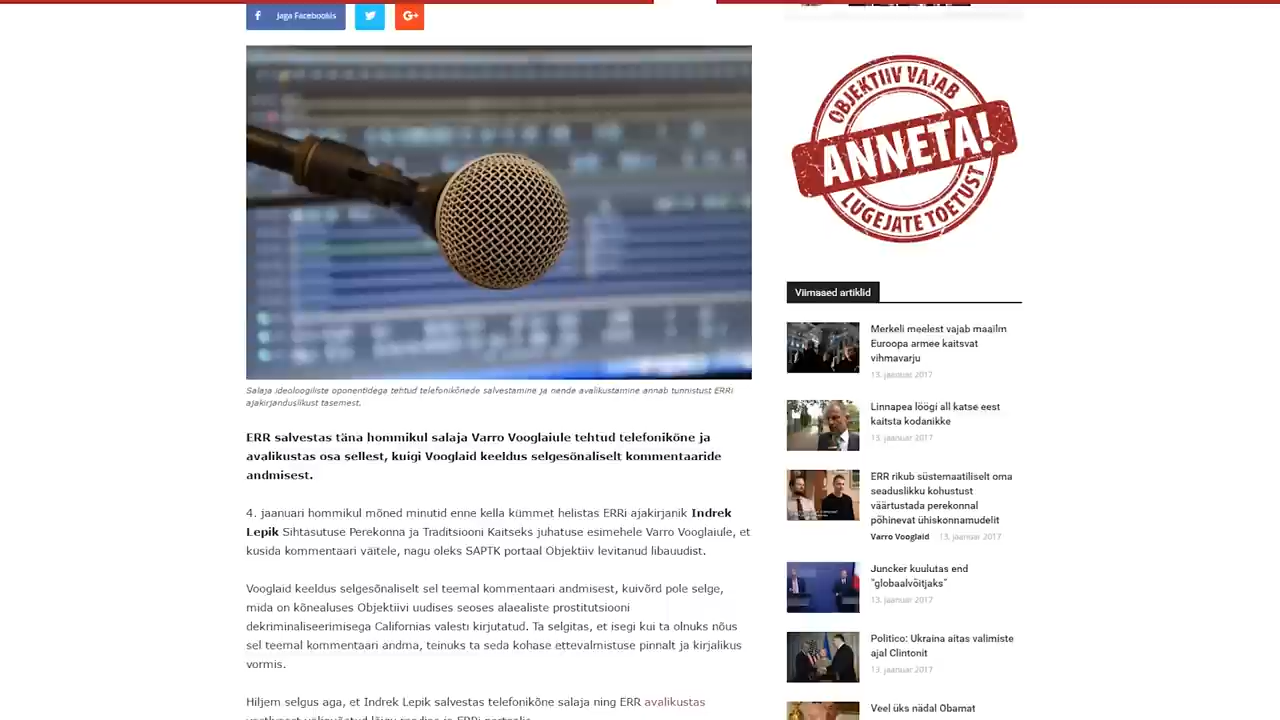 Jaga Facebookis
Salaja ideoloogiliste oponentidega tehtud telefonikõnede salvestamine ja nende avalikustamine annab tunnistust ERRi
ajakirjanduslikust tasemest.
ERR salvestas täna hommikul salaja Varro Vooglaiule tehtud telefonikõne ja
avalikustas osa sellest, kuigi Vooglaid keeldus selgesõnaliselt kommentaaride
andmisest.
4. jaanuari hommikul mõned minutid enne kella kümmet helistas ERRi ajakirjanik Indrek
Lepik Sihtasutuse Perekonna ja Traditsiooni Kaitseks juhatuse esimehele Varro Vooglaiule, et
kusida kommentaari väitele, nagu oleks SAPTK portaal Objektiiv levitanud libauudist.
Vooglaid keeldus selgesõnaliselt sel teemal kommentaari andmisest, kuivõrd pole selge,
mida on kõnealuses Objektiivi uudises seoses alaealiste prostitutsiooni
dekriminaliseerimisega Californias valesti kirjutatud. Ta selgitas, et isegi kui ta olnuks nõus
sel teemal kommentaari andma, teinuks ta seda kohase ettevalmistuse pinnalt ja kirjalikus
vormis.
Hiljem selgus aga, et Indrek Lepik salvestas telefonikõne salaja ning ERR avalikustas
OBJEKTIIV VAJAB
ANNETA!
LUGEJATE TOETUST
Viimased artiklid
Merkeli meelest vajab maailm
Euroopa armee kaitsvat
vihmavarju
13. jaanuar 2017
Linnapea löögi all katse eest
kaitsta kodanikke
13. jaanuar 2017
ERR rikub süstemaatiliselt oma
seaduslikku kohustust
väärtustada perekonnal
põhinevat ühiskonnamudelit
Varro Vooglaid 13. jaanuar 2017
Juncker kuulutas end
"globaalvõitjaks"
13. jaanuar 2017
Politico: Ukraina aitas valimiste
ajal Clintonit
13. jaanuar 2017
Veel üks nädal Obamat